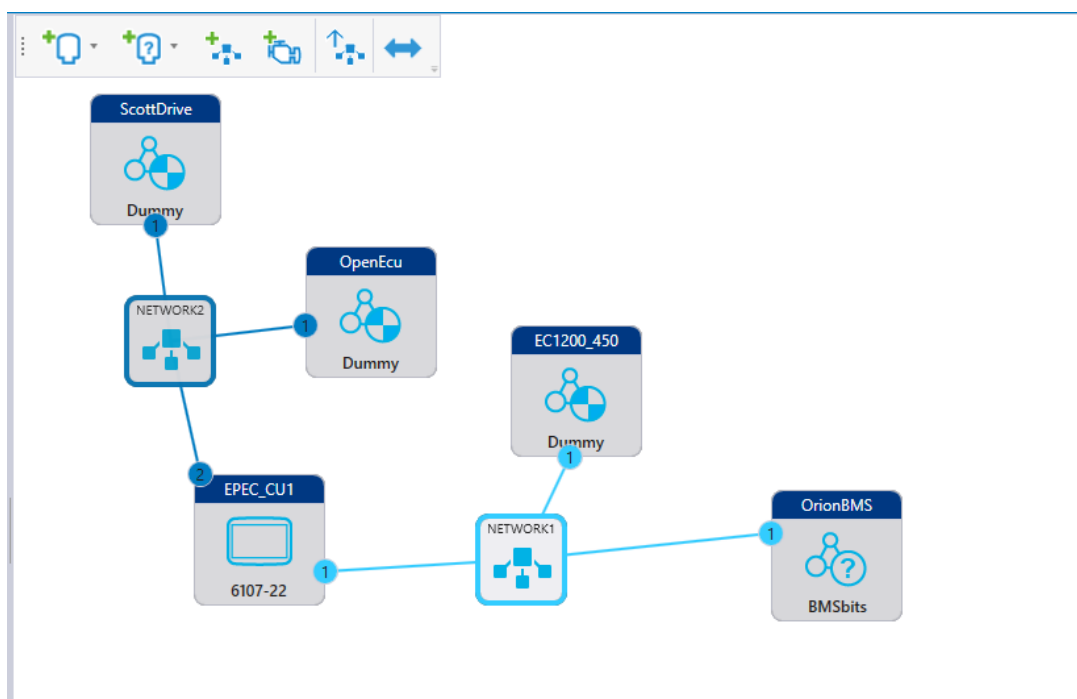 ?
ScottDrive
Dummy
1
OpenEcu
1
Dummy
NETWORK2
EC1200_450
Dummy
1
2
EPEC_CU1
1
6107-22
NETWORK1
OrionBMS
1
?
BMSbits